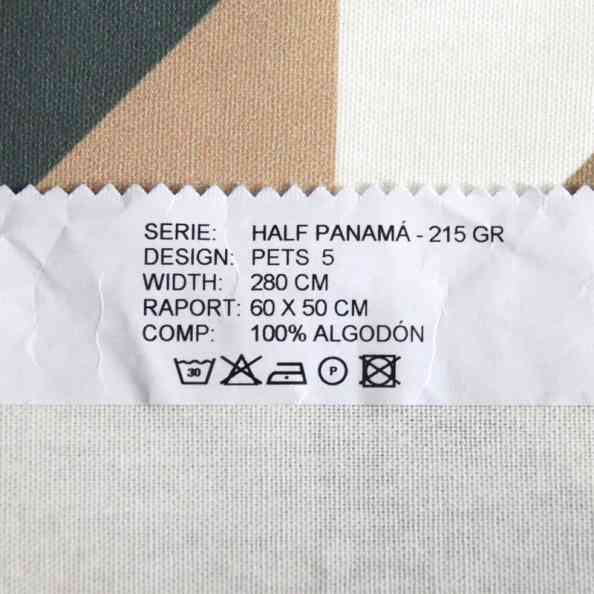 SERIE: HALF PANAMÁ - 215 GR
DESIGN: PETS 5
WIDTH: 280 CM
RAPORT: 60 X 50 CM
COMP: 100% ALGODÓN
30 P